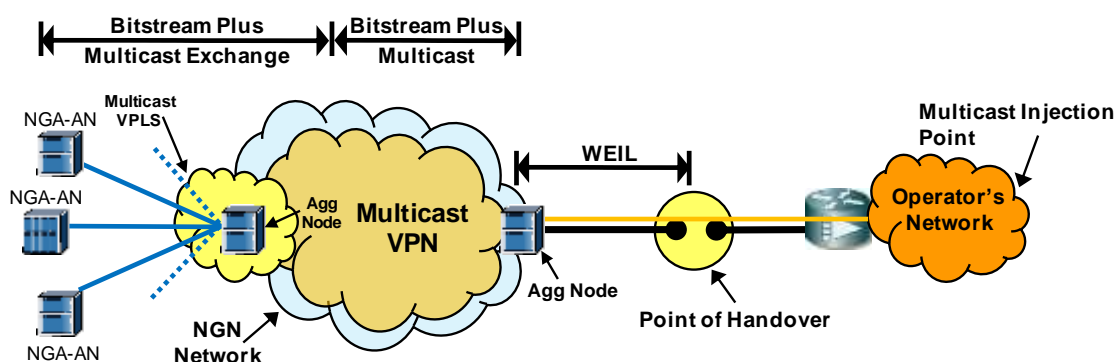 Bitstream Plus
Multicast Exchange
Bitstream Plus
Multicast
Multicast
VPLS
NGA-AN
NGA-AN
NGA-AN
Agg
Node
Multicast
VPN
NGN
Network
Agg Node
WEIL
Point of Handover
Multicast Injection
Point
Operator's
Network